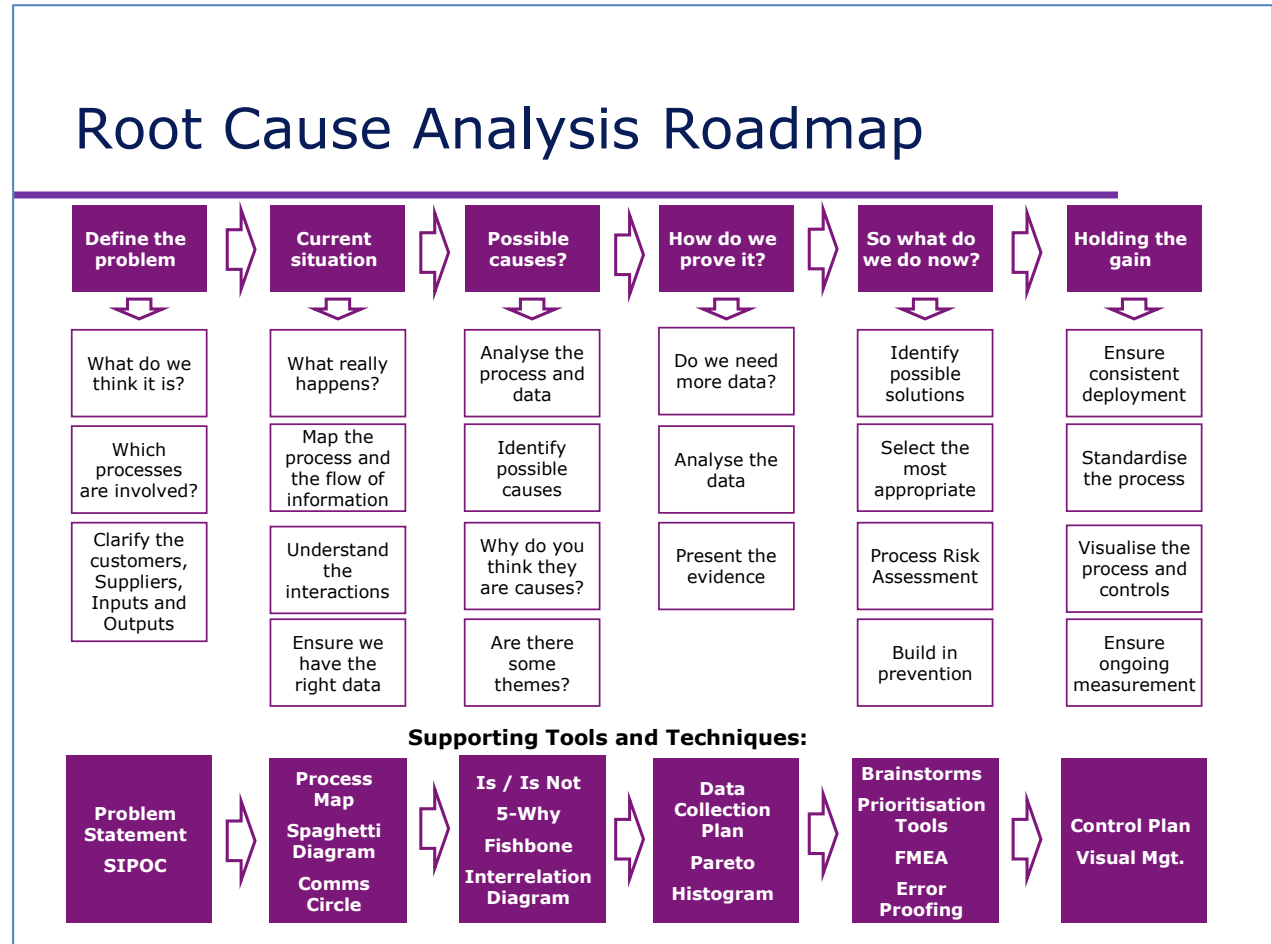 Root Cause Analysis Roadmap
Define the
problem
Current
situation
Possible
causes?
How do we
prove it?
So what do
we do now?
Holding the
gain
What do we
think it is?
Which
processes
are involved?
Clarify the
customers,
Suppliers,
Inputs and
Outputs
What really
happens?
Map the
process and
the flow of
information
Understand
the
interactions
Ensure we
have the
right data
Analyse the
process and
data
Identify
possible
causes
Why do you
think they
are causes?
Are there
some
themes?
Do we need
more data?
Analyse the
data
Present the
evidence
Identify
possible
solutions
Select the
most
appropriate
Process Risk
Assessment
Build in
prevention
Ensure
consistent
deployment
Standardise
the process
Visualise the
process and
controls
Ensure
ongoing
measurement
Supporting Tools and Techniques:
Problem
Statement
SIPOC
Process
Map
Spaghetti
Diagram
Comms
Circle
Is / Is Not
5-Why
Fishbone
Interrelation
Diagram
Data
Collection
Plan
Pareto
Histogram
Brainstorms
Prioritisation
Tools
FMEA
Error
Proofing
Control Plan
Visual Mgt.